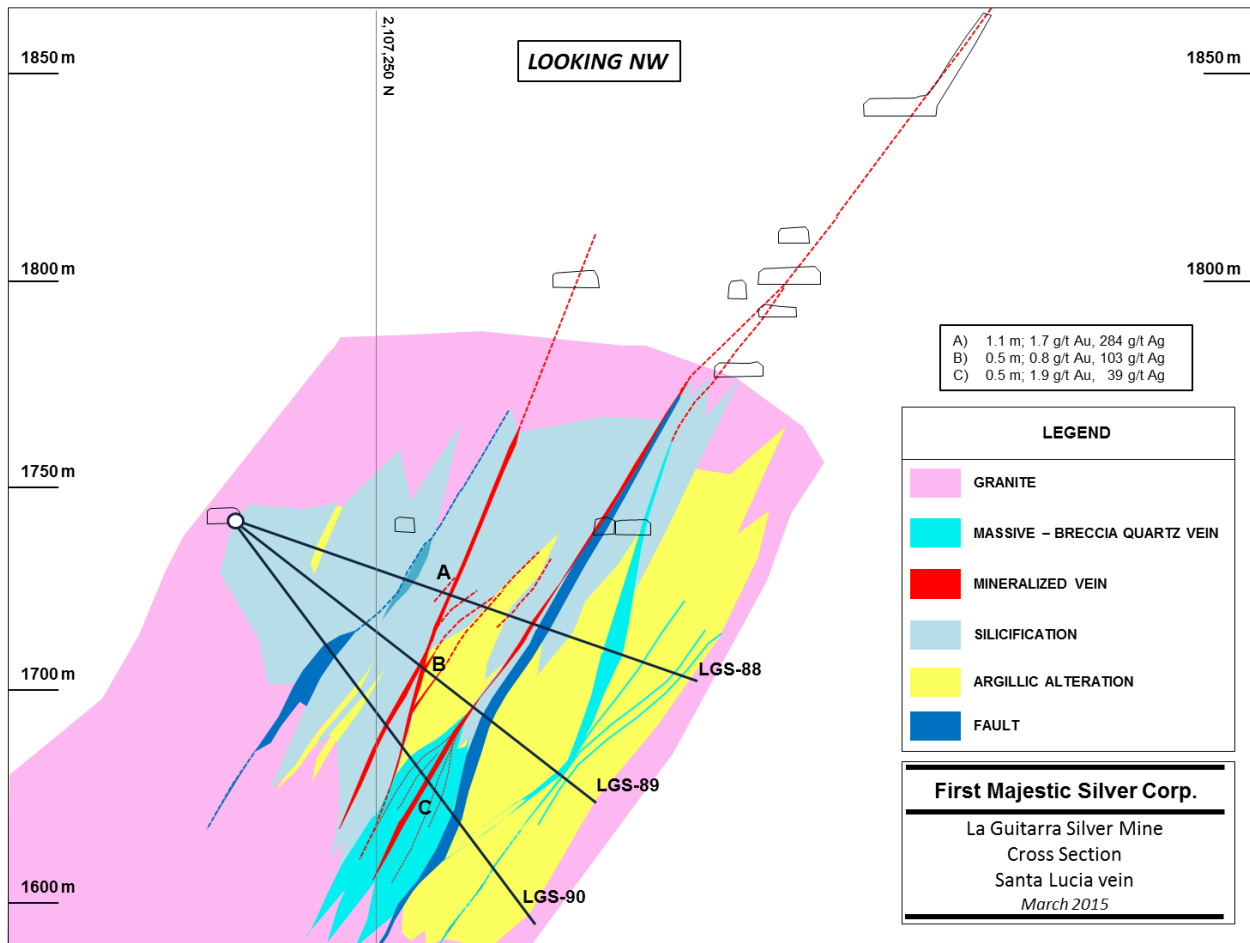 LOOKING NW
1850 m
1850 m
2,107,250 N
1800 m
1800 m
A) 1.1 m; 1.7 g/t Au, 284 g/t Ag
B) 0.5 m; 0.8 g/t Au, 103 g/t Ag
C) 0.5 m; 1.9 g/t Au, 39 g/t Ag
LEGEND
GRANITE
MASSIVE – BRECCIA QUARTZ VEIN
MINERALIZED VEIN
SILICIFICATION
ARGILLIC ALTERATION
FAULT
1750 m
A
B
C
1700 m
LGS-88
LGS-89
LGS-90
1600 m
First Majestic Silver Corp.
La Guitarra Silver Mine
Cross Section
Santa Lucia vein
March 2015